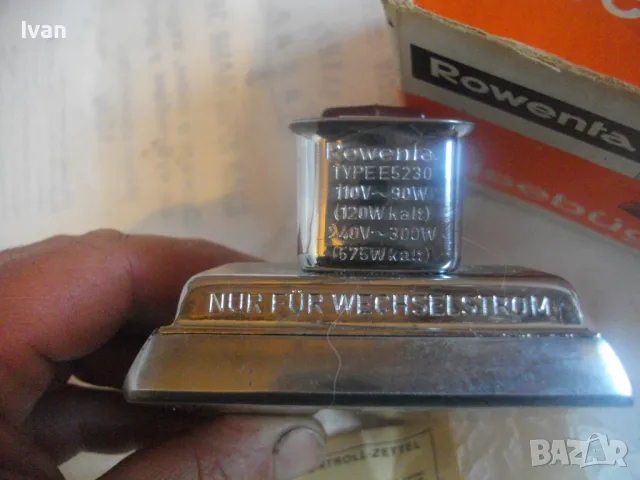 Ivan
Rowenta
Rowenta
TYPE E5230
110V~90W
(120W kalt)
240V~300W
(675W kalt)
NUR FÜR WECHSELSTROM
BAZAR